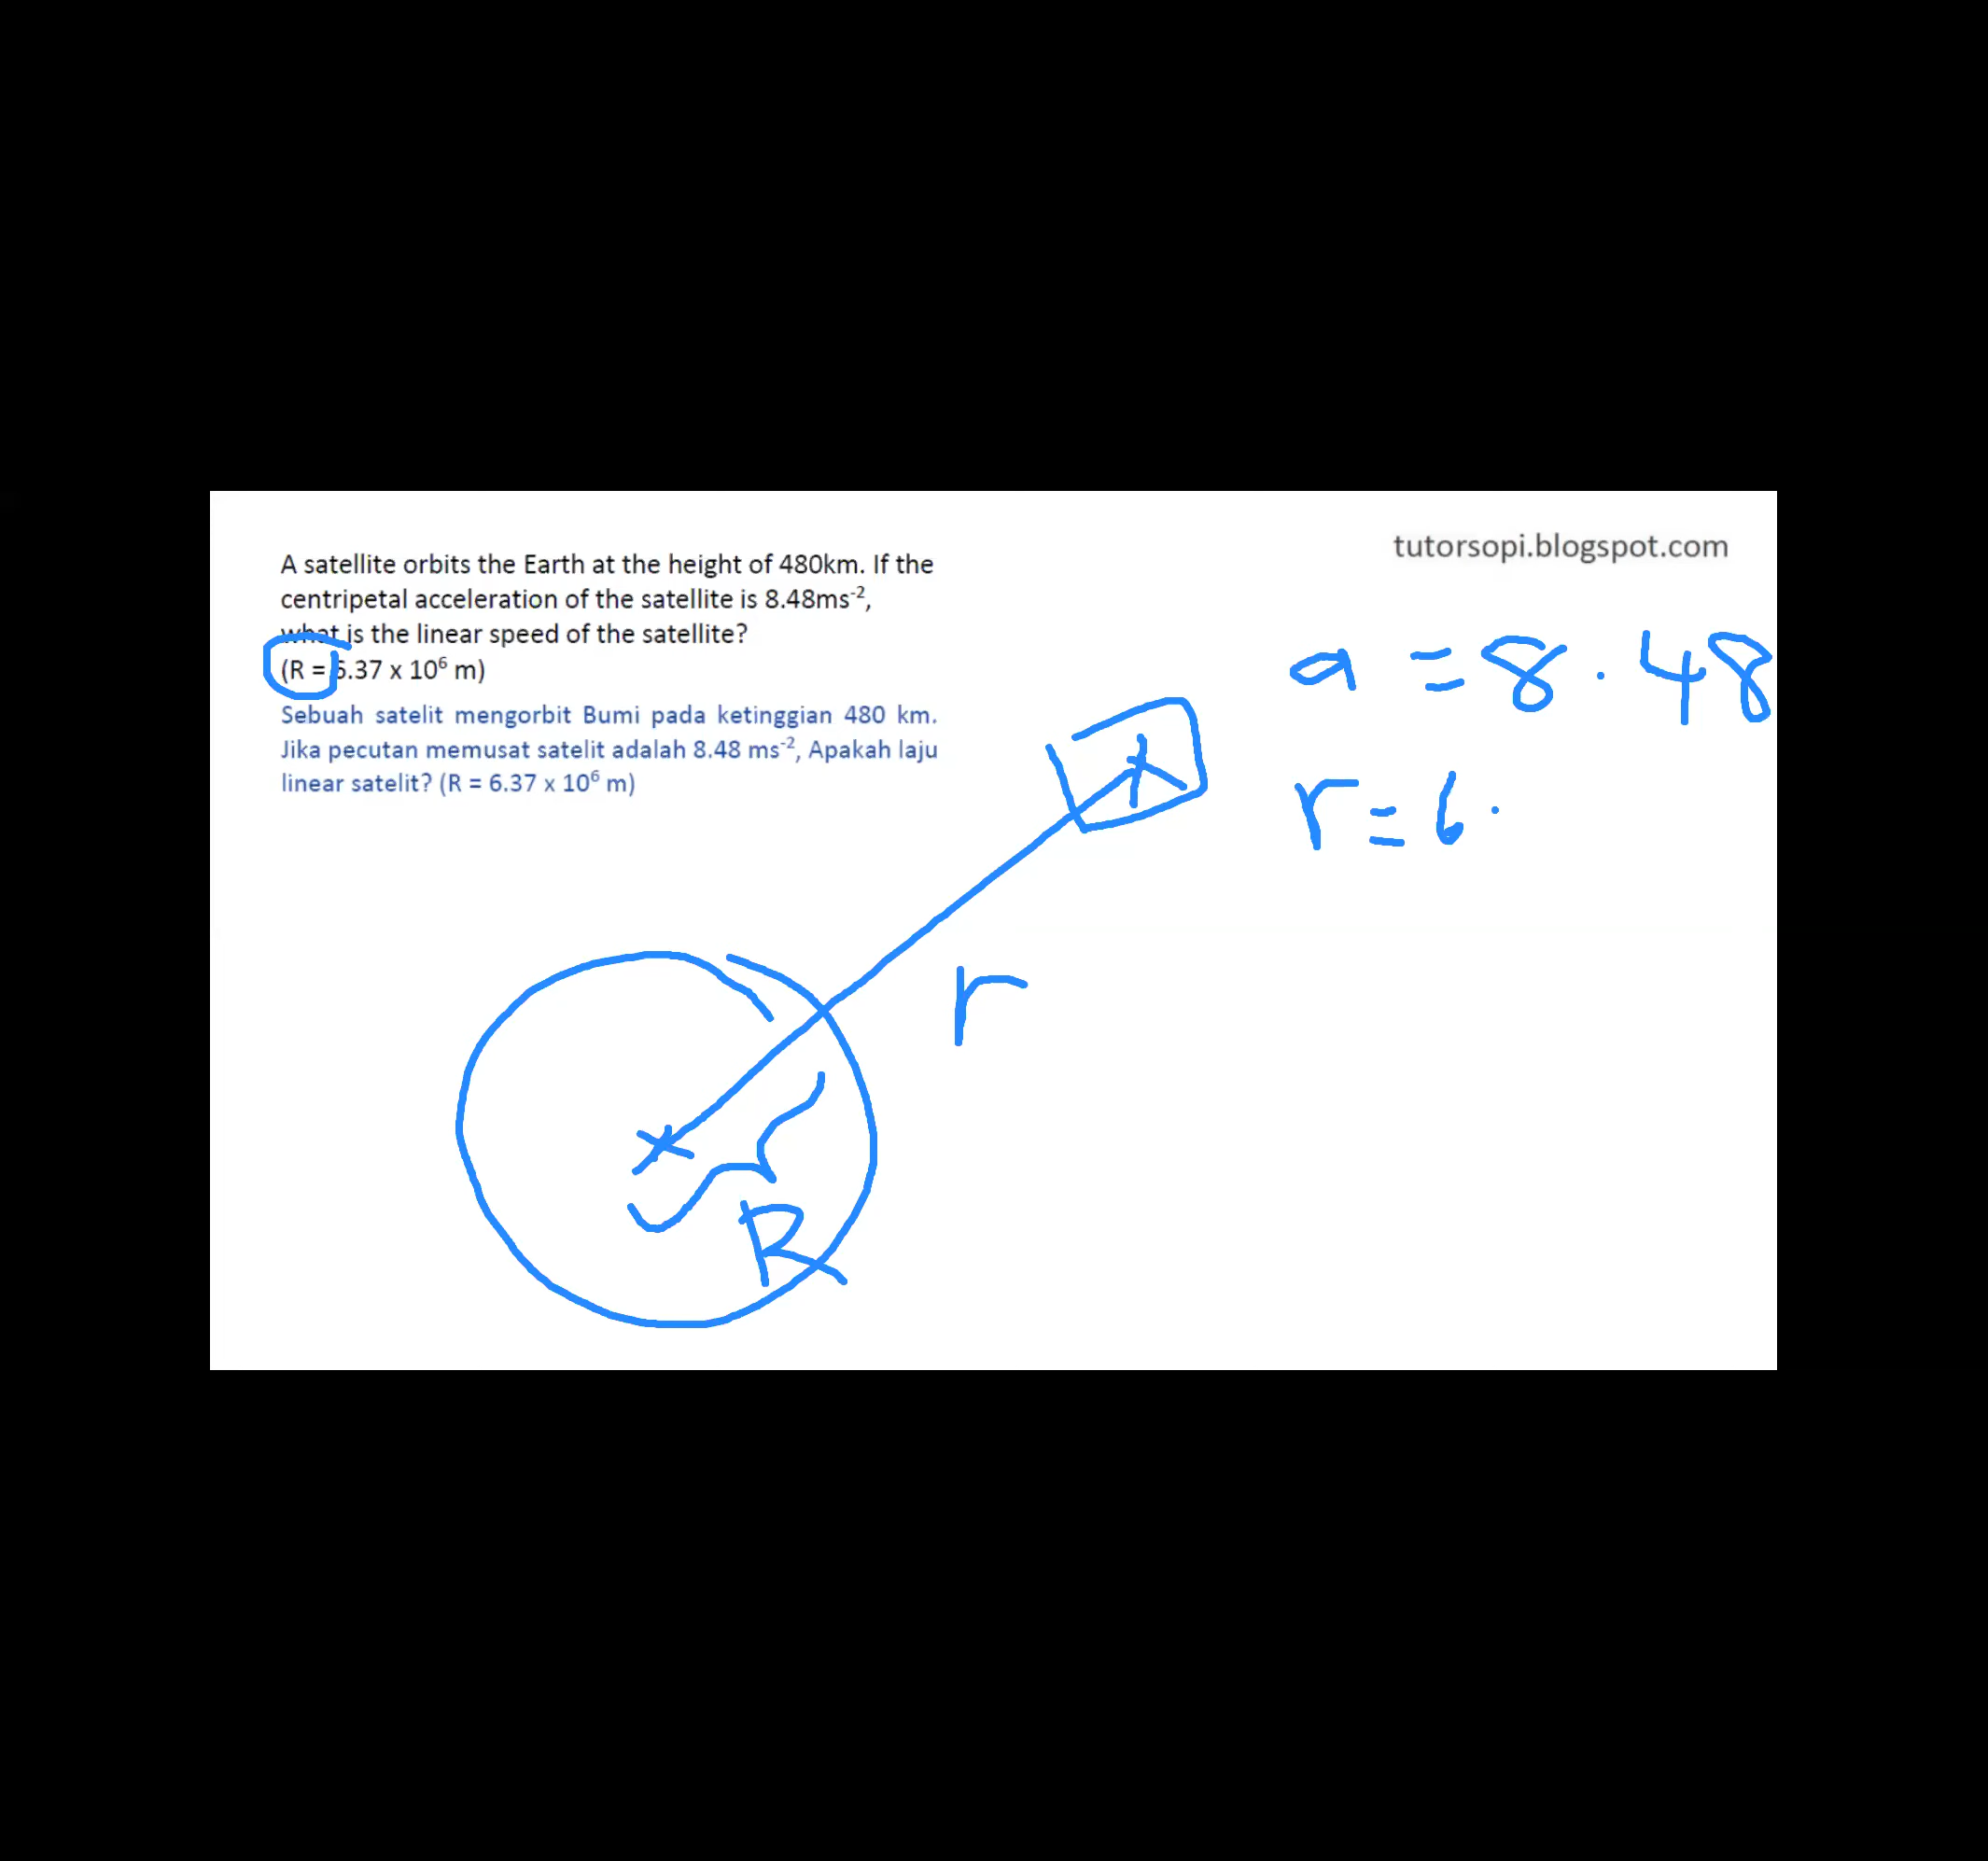 tutorsopi.blogspot.com
A satellite orbits the Earth at the height of 480km. If the
centripetal acceleration of the satellite is 8.48ms⁻²,
what is the linear speed of the satellite?
(R = 6.37 x 10⁶ m)
Sebuah satelit mengorbit Bumi pada ketinggian 480 km.
Jika pecutan memusat satelit adalah 8.48 ms⁻², Apakah laju
linear satelit? (R = 6.37 x 10⁶ m)
a = 8.48
r = 6.
r
R